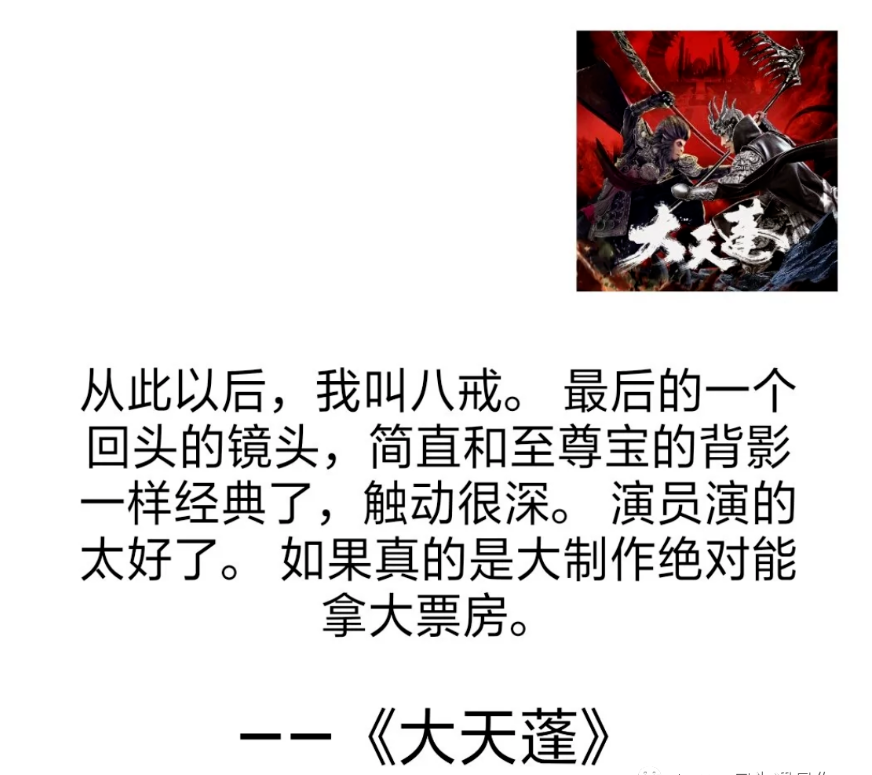 大天蓬
从此以后，我叫八戒。 最后的一个
回头的镜头，简直和至尊宝的背影
一样经典了，触动很深。 演员演的
太好了。 如果真的是大制作绝对能
拿大票房。
——《大天蓬》